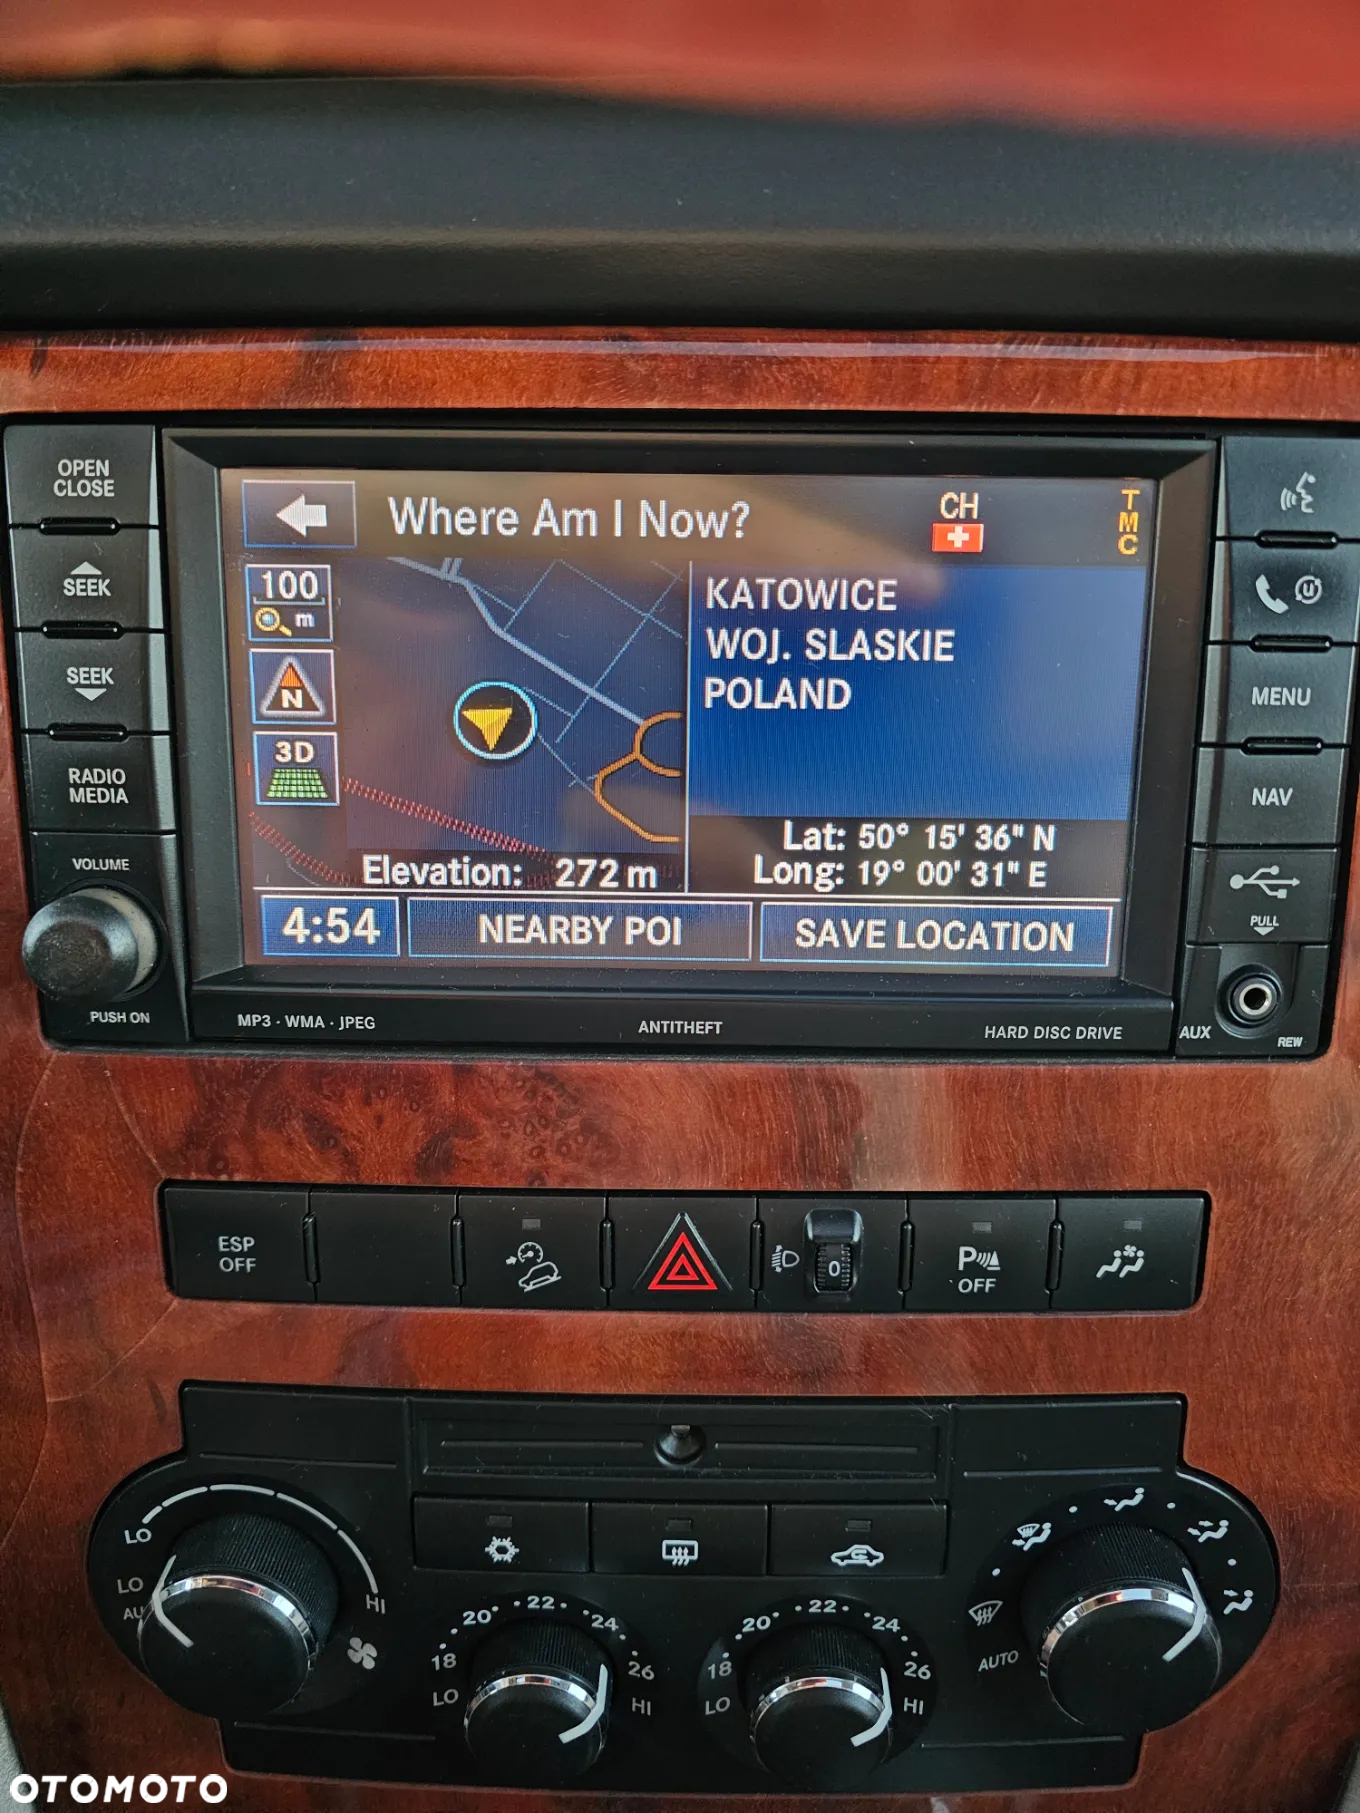 OPEN
CLOSE
SEEK
SEEK
RADIO
MEDIA
VOLUME
PUSH ON
Where Am I Now?
CH
TMC
100
m
N
3D
KATOWICE
WOJ. SLASKIE
POLAND
Elevation: 272 m
Lat: 50° 15' 36" N
Long: 19° 00' 31" E
4:54
NEARBY POI
SAVE LOCATION
MP3 · WMA · JPEG
ANTITHEFT
HARD DISC DRIVE
MENU
NAV
PULL
AUX
REW
ESP
OFF
0
P
OFF
LO
LO
HI
18 20 22 24 26
LO
HI
18 20 22 24 26
LO
HI
AUTO
OTOMOTO